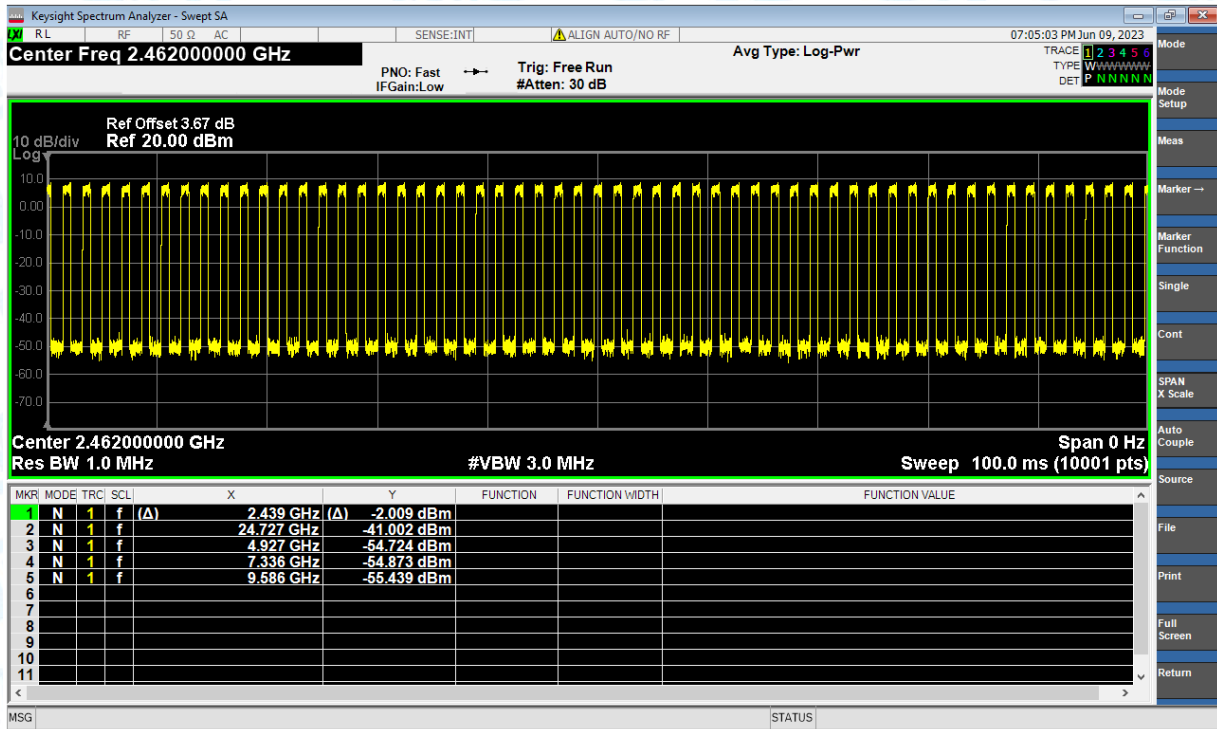 Keysight Spectrum Analyzer - Swept SA
LXI RL RF 50 Ω AC SENSE:INT ALIGN AUTO/NO RF 07:05:03 PM Jun 09, 2023
Center Freq 2.462000000 GHz
Avg Type: Log-Pwr
TRACE 1 2 3 4 5 6
TYPE W W W W W W
DET P N N N N N
PNO: Fast
IFGain:Low
Trig: Free Run
#Atten: 30 dB
Ref Offset 3.67 dB
10 dB/div Ref 20.00 dBm
Log
10.0
0.00
-10.0
-20.0
-30.0
-40.0
-50.0
-60.0
-70.0
Center 2.462000000 GHz Span 0 Hz
Res BW 1.0 MHz #VBW 3.0 MHz Sweep 100.0 ms (10001 pts)
MKR MODE TRC SCL X Y FUNCTION FUNCTION WIDTH FUNCTION VALUE
1 N 1 f (Δ) 2.439 GHz (Δ) -2.009 dBm
2 N 1 f 24.727 GHz -41.002 dBm
3 N 1 f 4.927 GHz -54.724 dBm
4 N 1 f 7.336 GHz -54.873 dBm
5 N 1 f 9.586 GHz -55.439 dBm
6
7
8
9
10
11
MSG STATUS
Mode
Mode
Setup
Meas
Marker →
Marker
Function
Single
Cont
SPAN
X Scale
Auto
Couple
Source
File
Print
Full
Screen
Return